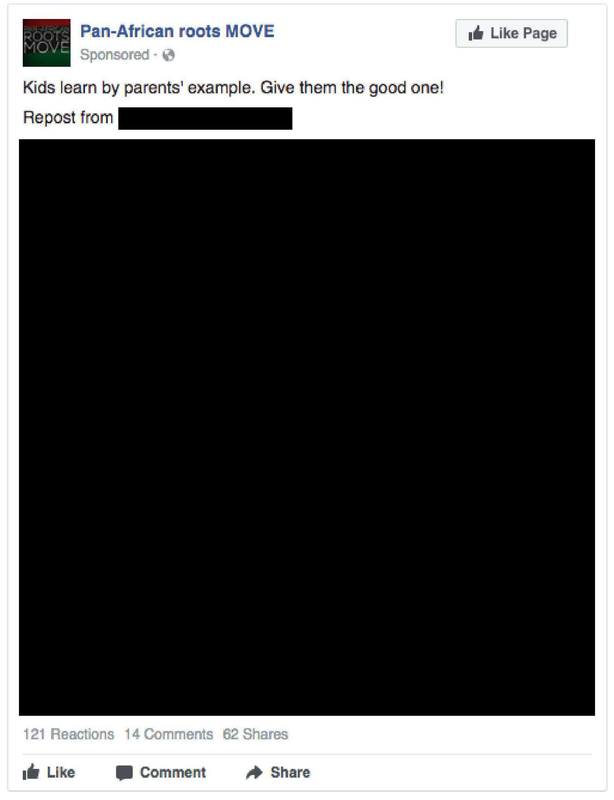 Pan-African roots MOVE
Sponsored ·
Like Page
ROOTS
MOVE
Kids learn by parents' example. Give them the good one!
Repost from
121 Reactions 14 Comments 62 Shares
Like Comment Share